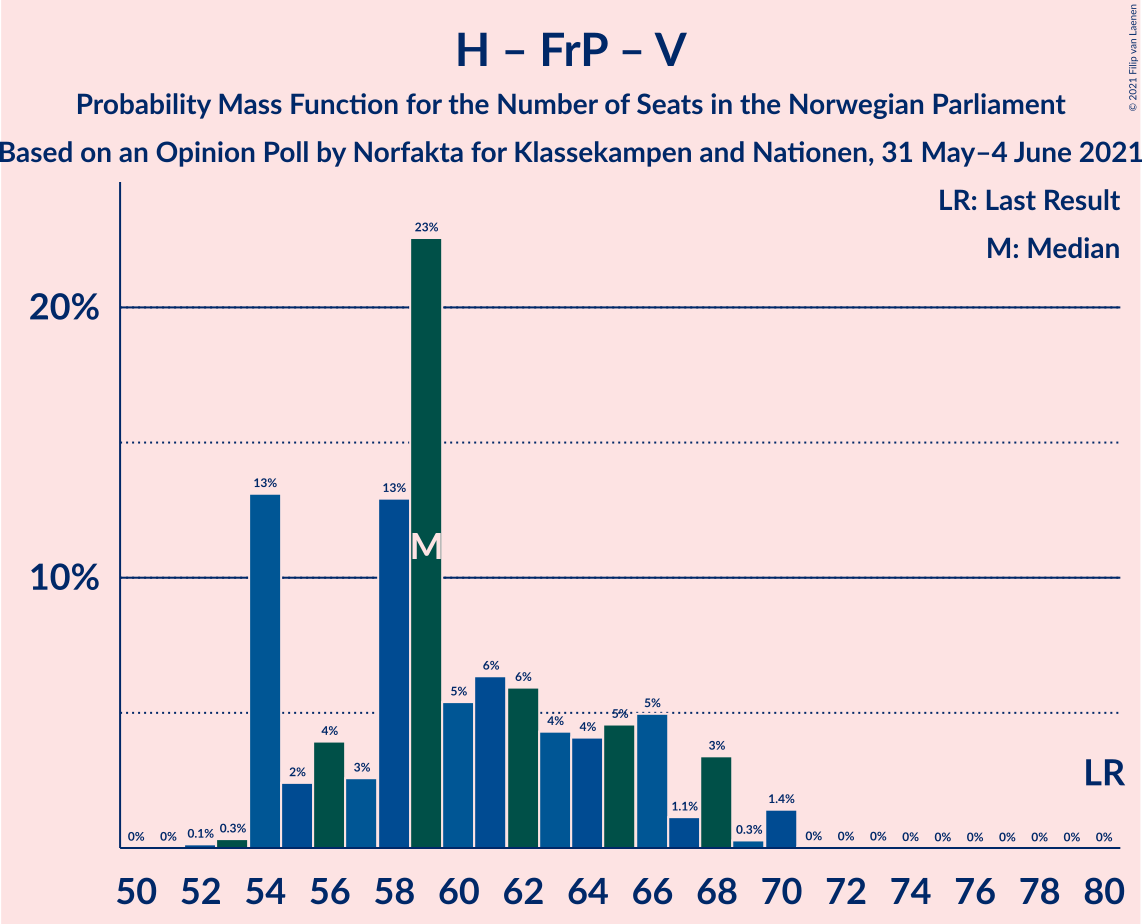 H – FrP – V
Probability Mass Function for the Number of Seats in the Norwegian Parliament
Based on an Opinion Poll by Norfakta for Klassekampen and Nationen, 31 May–4 June 2021
© 2021 Filip van Laenen
LR: Last Result
M: Median
20%
10%
0% 0% 0.1% 0.3% 13% 2% 4% 3% 13% 23% 5% 6% 6% 4% 4% 5% 5% 1.1% 3% 0.3% 1.4% 0% 0% 0% 0% 0% 0% 0% 0% 0% 0%
M
LR
50 52 54 56 58 60 62 64 66 68 70 72 74 76 78 80